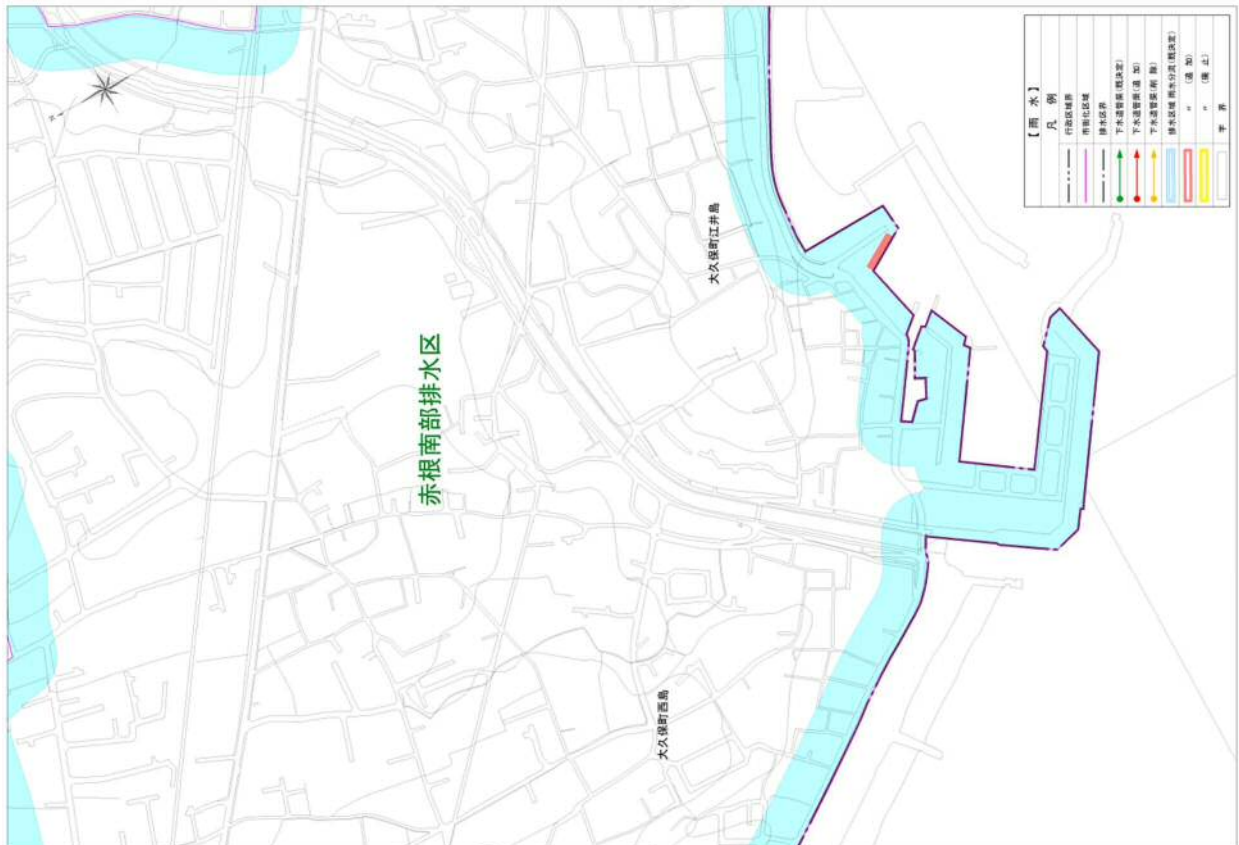 赤根南部排水区
大久保町江井島
大久保町西島
【雨 水】
凡 例
行政区域界
市街化区域
排水区界
下水道管渠(既決定)
下水道管渠(追 加)
下水道管渠(削 除)
排水区域 雨水分流(既決定)
〃 (追 加)
〃 (廃 止)
字 界
N